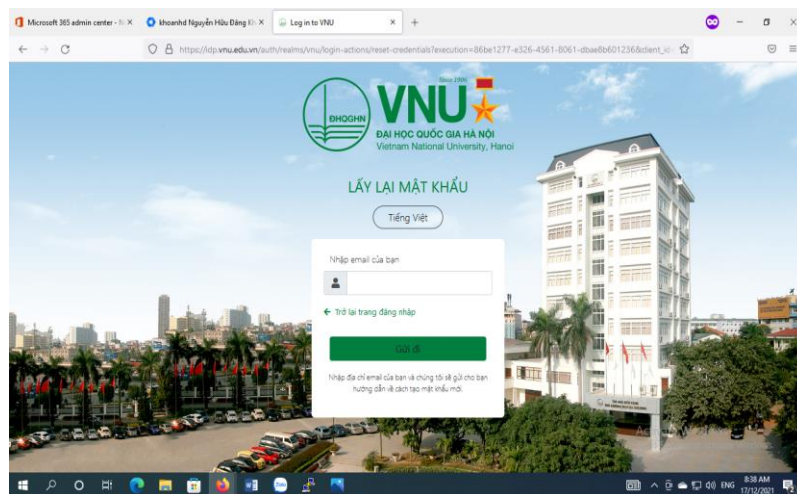 Microsoft 365 admin center - N
khoanhd Nguyễn Hữu Đăng Kh
Log in to VNU
https://idp.vnu.edu.vn/auth/realms/vnu/login-actions/reset-credentials?execution=86be1277-e326-4561-8061-dbae8b601236&client_id
Since 1906
ĐHQGHN
VNU
ĐẠI HỌC QUỐC GIA HÀ NỘI
Vietnam National University, Hanoi
LẤY LẠI MẬT KHẨU
Tiếng Việt
Nhập email của bạn
Trở lại trang đăng nhập
Gửi đi
Nhập địa chỉ email của bạn và chúng tôi sẽ gửi cho bạn
hướng dẫn về cách tạo mật khẩu mới.
ENG
8:38 AM
17/12/2021